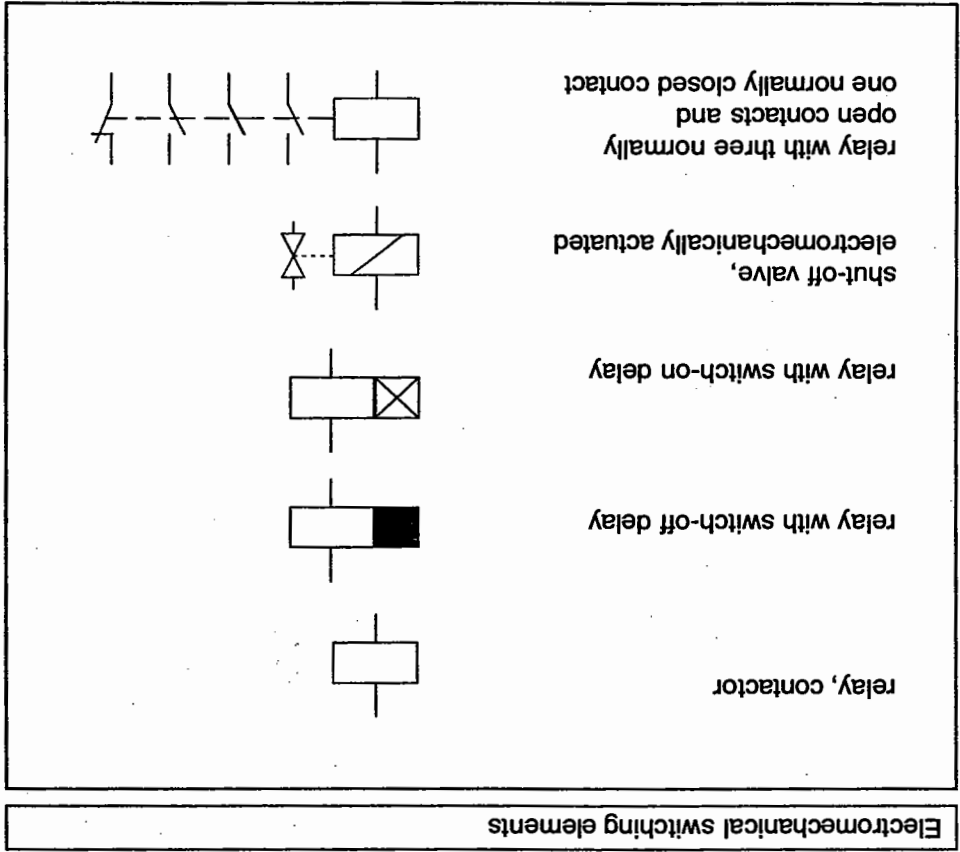 Electromechanical switching elements
relay, contactor
relay with switch-off delay
relay with switch-on delay
shut-off valve,
electromechanically actuated
relay with three normally
open contacts and
one normally closed contact